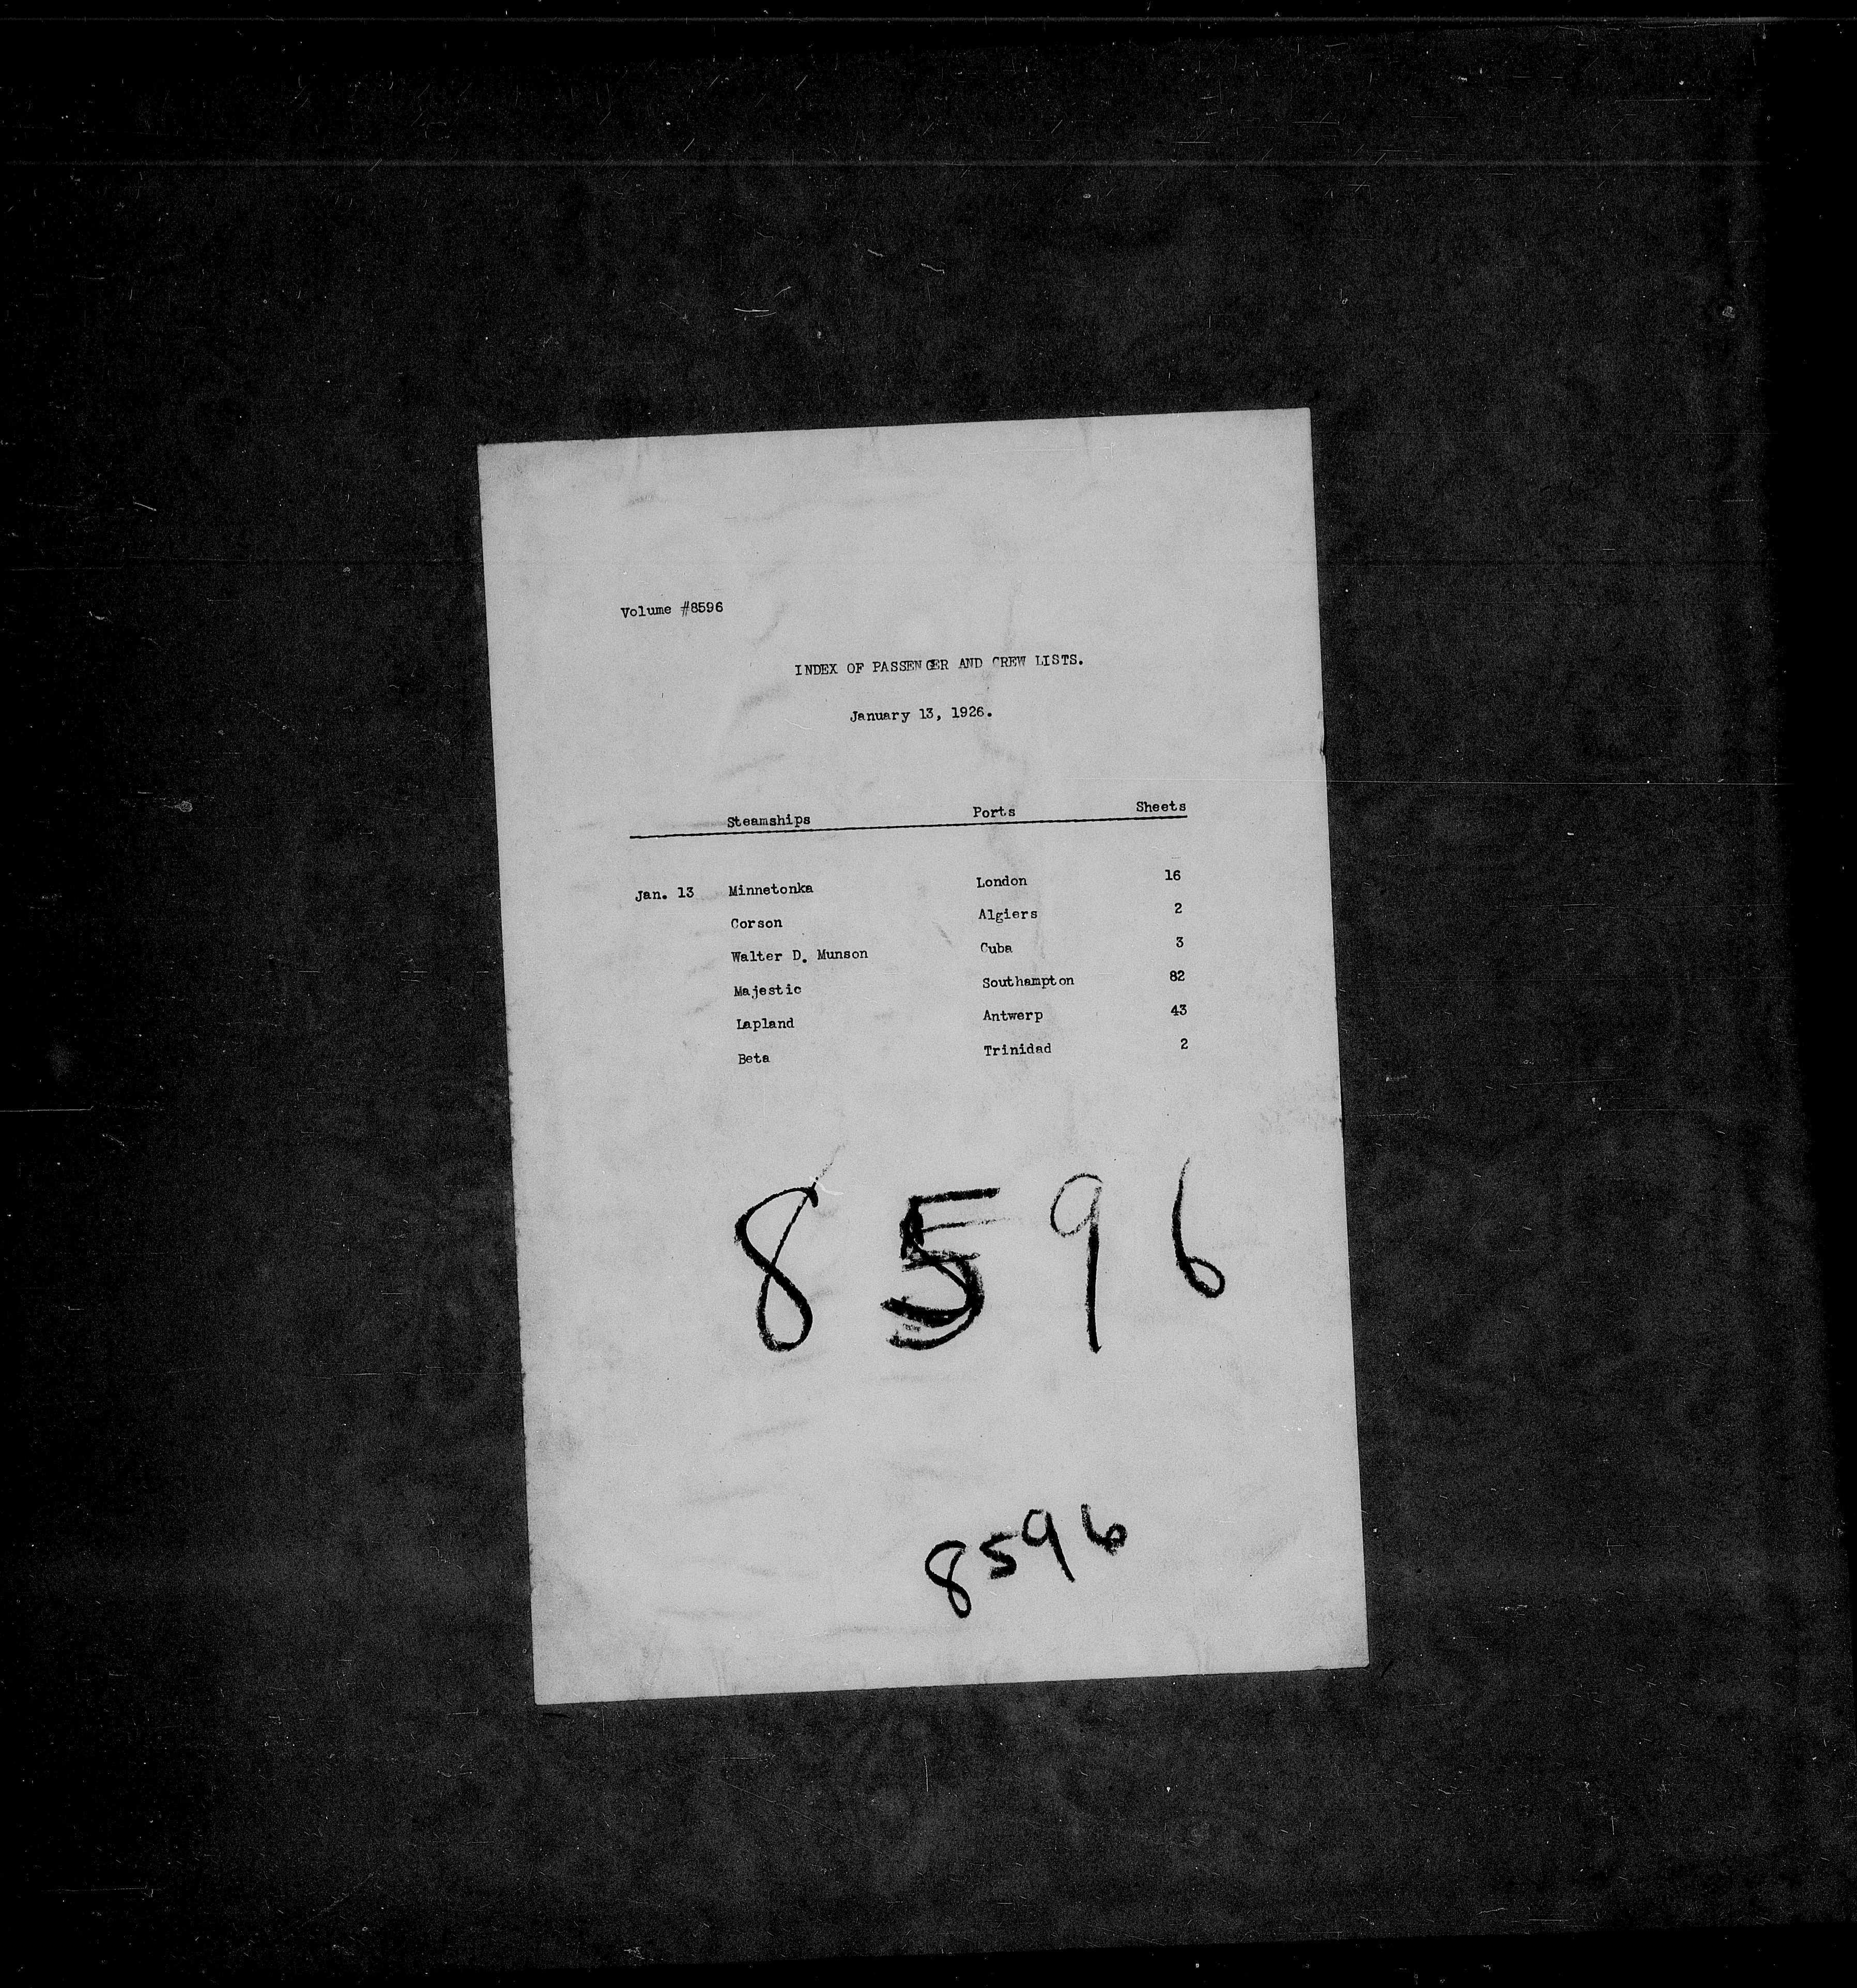 Volume #8596
INDEX OF PASSENGER AND CREW LISTS.
January 13, 1926.
Steamships Ports Sheets
Jan. 13 Minnetonka London 16
Corson Algiers 2
Walter D. Munson Cuba 3
Majestic Southampton 82
Lapland Antwerp 43
Beta Trinidad 2
8596
8596